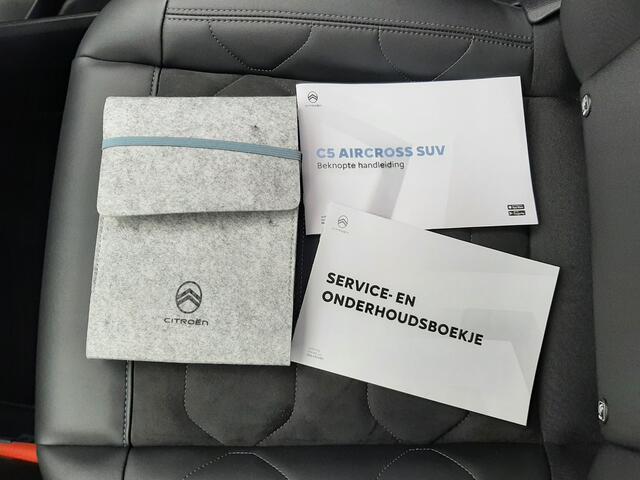 CITROËN
C5 AIRCROSS SUV
Beknopte handleiding
SERVICE- EN
ONDERHOUDSBOEKJE